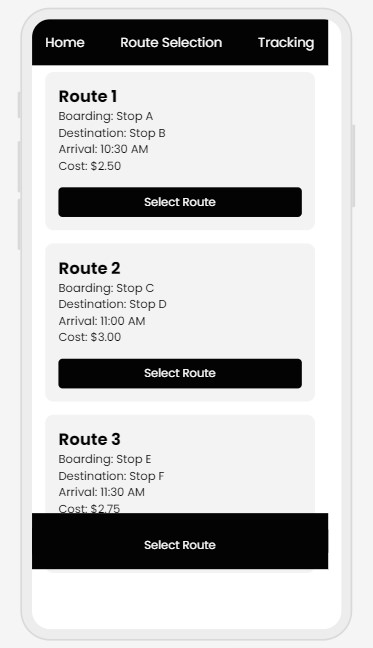 Home Route Selection Tracking
Route 1
Boarding: Stop A
Destination: Stop B
Arrival: 10:30 AM
Cost: $2.50
Select Route
Route 2
Boarding: Stop C
Destination: Stop D
Arrival: 11:00 AM
Cost: $3.00
Select Route
Route 3
Boarding: Stop E
Destination: Stop F
Arrival: 11:30 AM
Cost: $2.75
Select Route